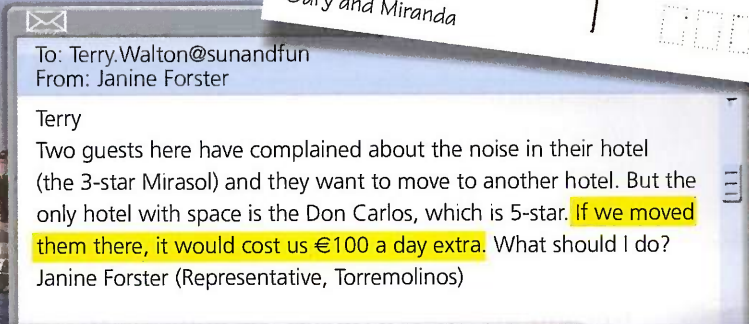 and Miranda
To: Terry.Walton@sunandfun
From: Janine Forster
Terry
Two guests here have complained about the noise in their hotel
(the 3-star Mirasol) and they want to move to another hotel. But the
only hotel with space is the Don Carlos, which is 5-star. If we moved
them there, it would cost us €100 a day extra. What should I do?
Janine Forster (Representative, Torremolinos)